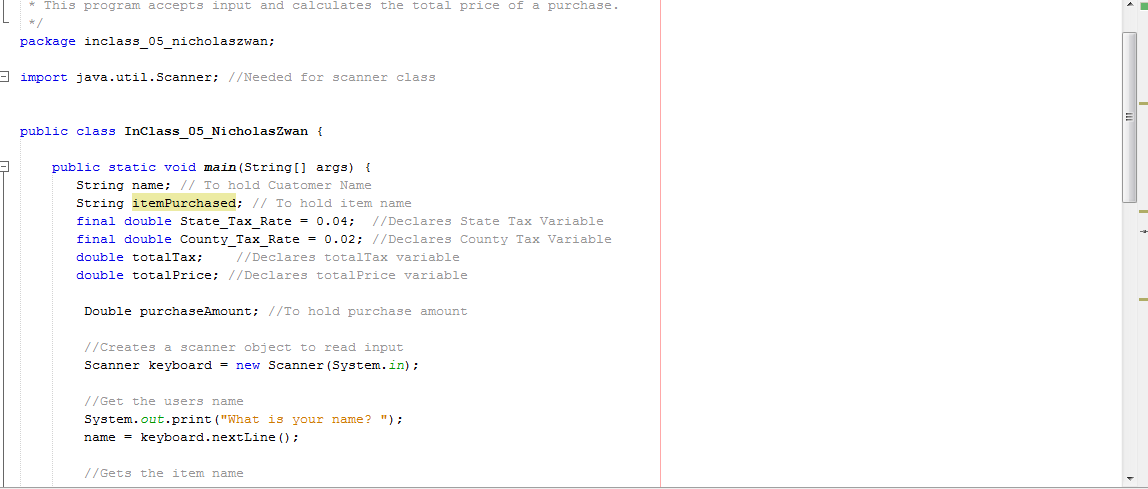 * This program accepts input and calculates the total price of a purchase.
*/
package inclass_05_nicholaszwan;
import java.util.Scanner; //Needed for scanner class
public class InClass_05_NicholasZwan {
public static void main(String[] args) {
String name; // To hold Cuatomer Name
String itemPurchased; // To hold item name
final double State_Tax_Rate = 0.04; //Declares State Tax Variable
final double County_Tax_Rate = 0.02; //Declares County Tax Variable
double totalTax; //Declares totalTax variable
double totalPrice; //Declares totalPrice variable
Double purchaseAmount; //To hold purchase amount
//Creates a scanner object to read input
Scanner keyboard = new Scanner(System.in);
//Get the users name
System.out.print("What is your name? ");
name = keyboard.nextLine();
//Gets the item name